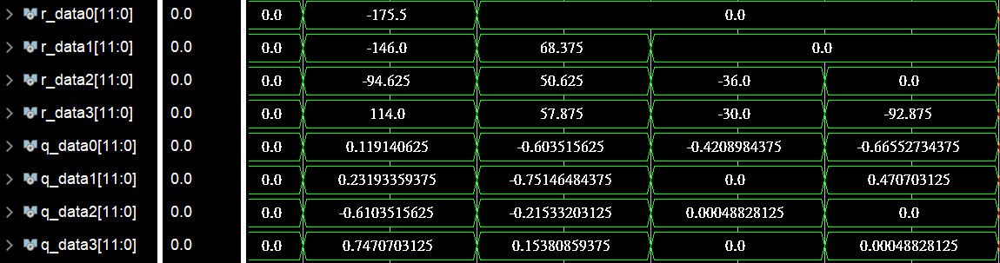 r_data0[11:0] 0.0 0.0 -175.5 0.0
r_data1[11:0] 0.0 0.0 -146.0 68.375 0.0
r_data2[11:0] 0.0 0.0 -94.625 50.625 -36.0 0.0
r_data3[11:0] 0.0 0.0 114.0 57.875 -30.0 -92.875
q_data0[11:0] 0.0 0.0 0.119140625 -0.603515625 -0.4208984375 -0.66552734375
q_data1[11:0] 0.0 0.0 0.23193359375 -0.75146484375 0.0 0.470703125
q_data2[11:0] 0.0 0.0 -0.6103515625 -0.21533203125 0.00048828125 0.0
q_data3[11:0] 0.0 0.0 0.7470703125 0.15380859375 0.0 0.00048828125